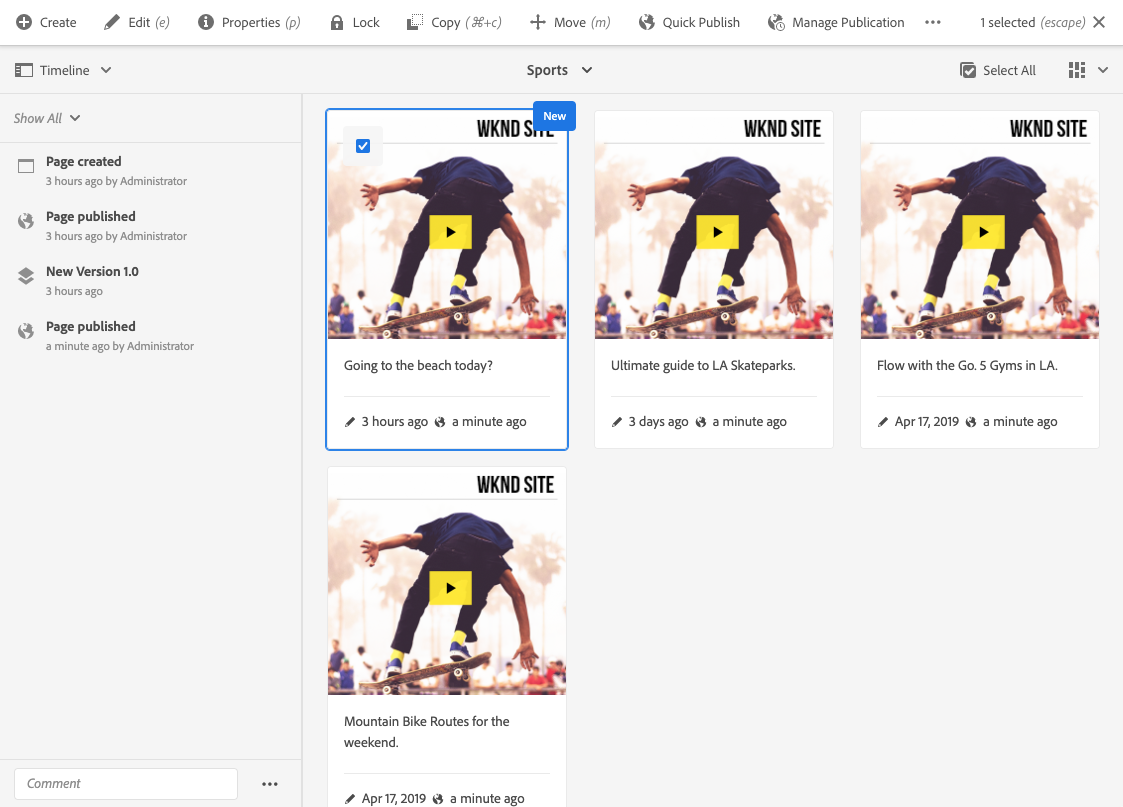 Create Edit (e) Properties (p) Lock Copy (⌘+c) Move (m) Quick Publish Manage Publication ••• 1 selected (escape)
Timeline Sports Select All
Show All
Page created
3 hours ago by Administrator
Page published
3 hours ago by Administrator
New Version 1.0
3 hours ago
Page published
a minute ago by Administrator
Comment
New
WKND SITE
Going to the beach today?
3 hours ago a minute ago
WKND SITE
Ultimate guide to LA Skateparks.
3 days ago a minute ago
WKND SITE
Flow with the Go. 5 Gyms in LA.
Apr 17, 2019 a minute ago
WKND SITE
Mountain Bike Routes for the
weekend.
Apr 17, 2019 a minute ago